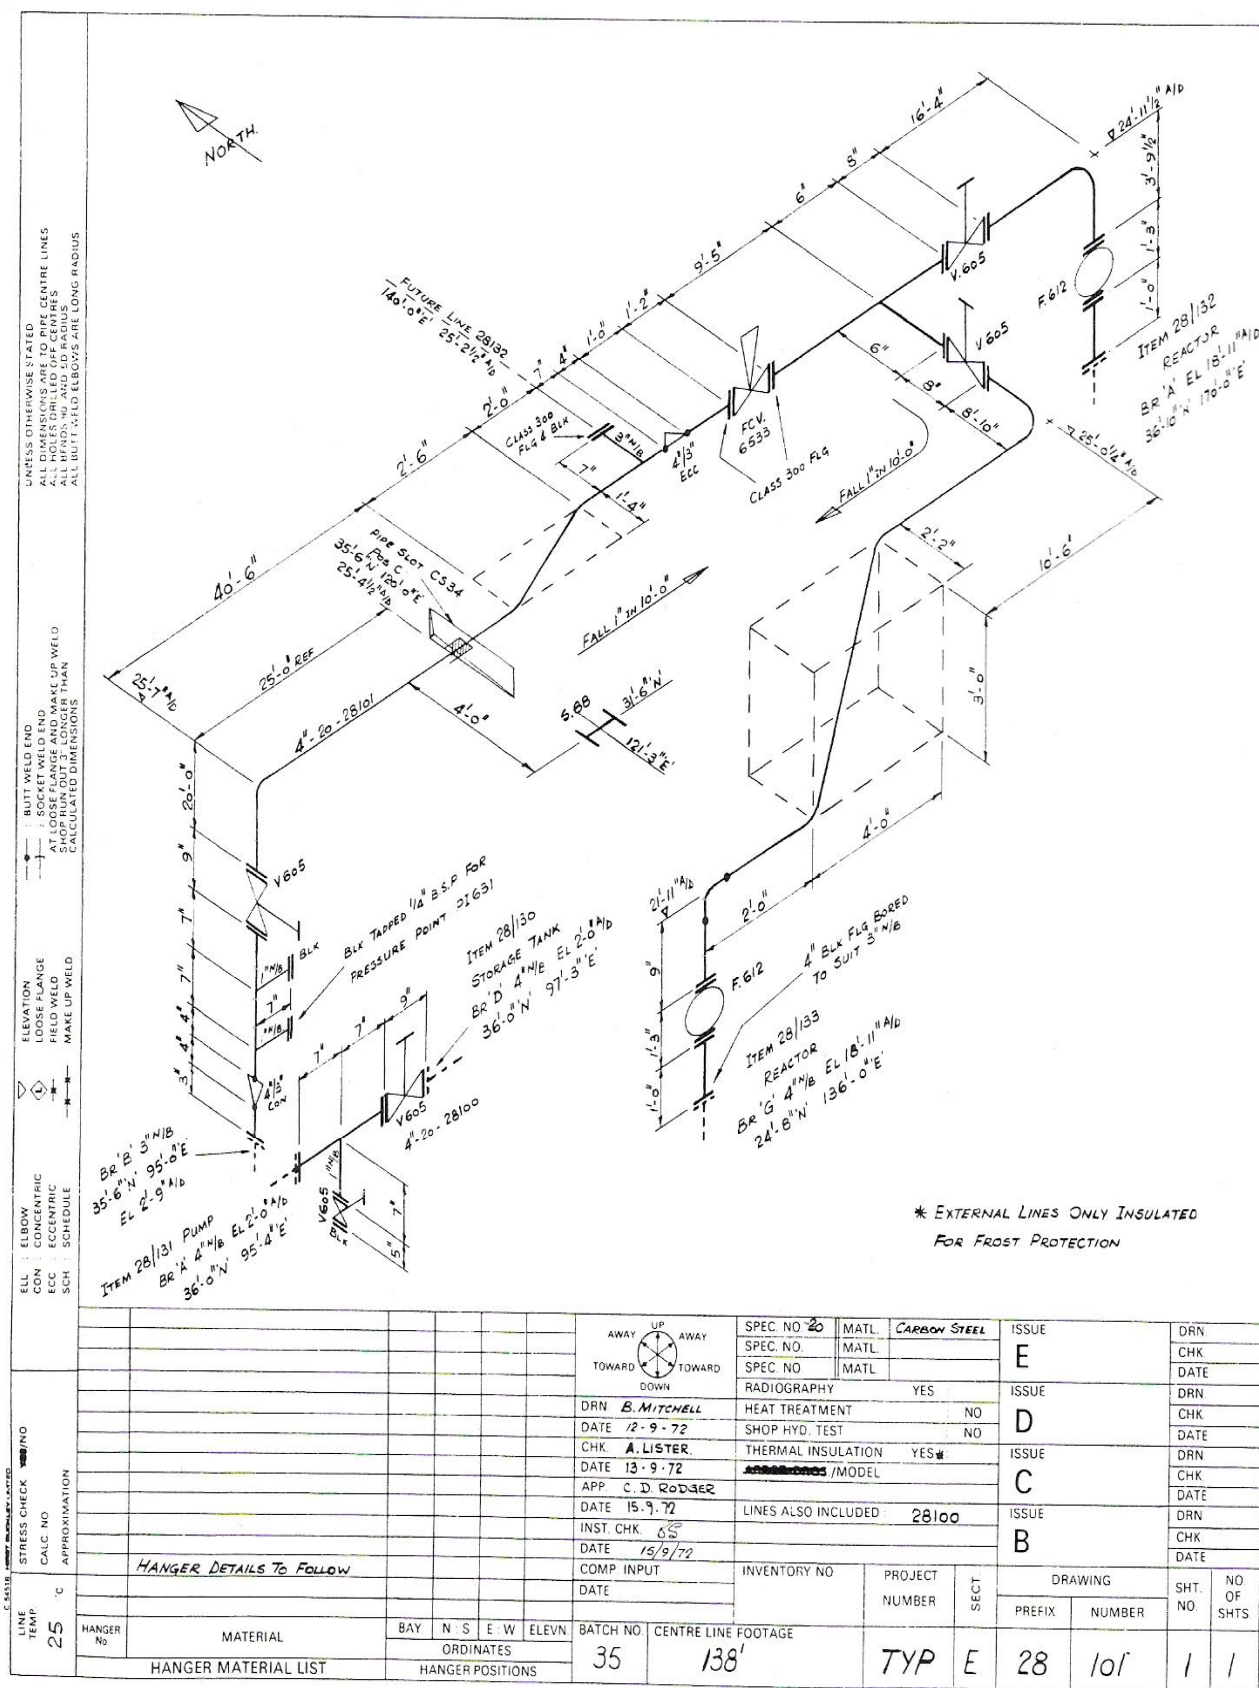 NORTH.
16'-4"
8"
6"
9'-5"
1'-2"
1'-0"
4"
7"
2'-0"
2'-6"
40'-6"
24'-11½" A/D
3'-9½"
1'-3"
1'-0"
V.605
F.612
ITEM 28/132
REACTOR
BR 'A' EL 18'-11" A/D
36'-10" 'N' 170'-0" 'E'
V605
6"
8"
8'-10"
25'-0¼" A/D
FUTURE LINE 28132
140'-0" 'E' 25'-2½" A/D
CLASS 300
FLG & BLK
3" N/B
7"
1'-4"
4"/3"
ECC
FCV.
6533
CLASS 300 FLG
FALL 1" IN 10'-0"
2'-2"
10'-6"
3'-0"
4'-0"
2'-0"
PIPE SLOT CS34
POS C
35'-6" 'N' 120'-0" 'E'
25'-4½" A/D
FALL 1" IN 10'-0"
25'-7" A/D
25'-0" REF
4"-20-28101
4'-0"
S.88
31'-6" 'N'
121'-3" 'E'
20'-0"
9"
7"
7"
4"
4"
3"
V605
1" N/B
BLK
7"
1" N/B
BLK TAPPED ¼" B.S.P FOR
PRESSURE POINT PI631
4"/3"
CON
BR 'B' 3" N/B
35'-6" 'N' 95'-0" 'E'
EL 2'-9" A/D
7"
7"
9"
ITEM 28/130
STORAGE TANK
BR 'D' 4" N/B EL 2'-0" A/D
36'-0" 'N' 97'-3" 'E'
V605
4"-20-28100
1" N/B
V605
BLK
7"
5"
ITEM 28/131 PUMP
BR 'A' 4" N/B EL 2'-0" A/D
36'-0" 'N' 95'-4" 'E'
21'-11" A/D
9"
1'-3"
1'-0"
F.612
4" BLK FLG BORED
TO SUIT 3" N/B
ITEM 28/133
REACTOR
BR 'G' 4" N/B EL 18'-11" A/D
24'-8" 'N' 136'-0" 'E'
* EXTERNAL LINES ONLY INSULATED
FOR FROST PROTECTION
UNLESS OTHERWISE STATED
ALL DIMENSIONS ARE TO PIPE CENTRE LINES
ALL HOLES DRILLED OFF CENTRES
ALL BUTT WELD ELBOWS ARE LONG RADIUS
: BUTT WELD END
: SOCKET WELD END
AT LOOSE FLANGE AND MAKE UP WELD
SHOP RUN OUT 3" LONGER THAN
CALCULATED DIMENSIONS
ELEVATION
LOOSE FLANGE
FIELD WELD
MAKE UP WELD
ELL : ELBOW
CON : CONCENTRIC
ECC : ECCENTRIC
SCH : SCHEDULE
STRESS CHECK /NO
CALC. NO
APPROXIMATION
LINE TEMP. 25 °C
HANGER DETAILS TO FOLLOW
HANGER No.
MATERIAL
BAY N : S E : W ELEVN.
ORDINATES
HANGER MATERIAL LIST
HANGER POSITIONS
UP
AWAY AWAY
TOWARD TOWARD
DOWN
DRN B. MITCHELL
DATE 12-9-72
CHK. A. LISTER.
DATE 13-9-72
APP. C. D. RODGER
DATE 15.9.72
INST. CHK.
DATE 15/9/72
COMP. INPUT
DATE
SPEC. NO 20 MATL. CARBON STEEL
SPEC. NO. MATL.
SPEC. NO MATL
RADIOGRAPHY YES
HEAT TREATMENT NO
SHOP HYD. TEST NO
THERMAL INSULATION YES*
/MODEL
LINES ALSO INCLUDED : 28100
ISSUE
E
DRN
CHK.
DATE
ISSUE
D
DRN.
CHK
DATE
ISSUE
C
DRN
CHK
DATE
ISSUE
B
DRN
CHK
DATE
INVENTORY NO
PROJECT NUMBER
SECT.
DRAWING
PREFIX NUMBER
SHT. NO.
NO OF SHTS
BATCH NO. CENTRE LINE FOOTAGE
35 138' TYP E 28 101 1 1